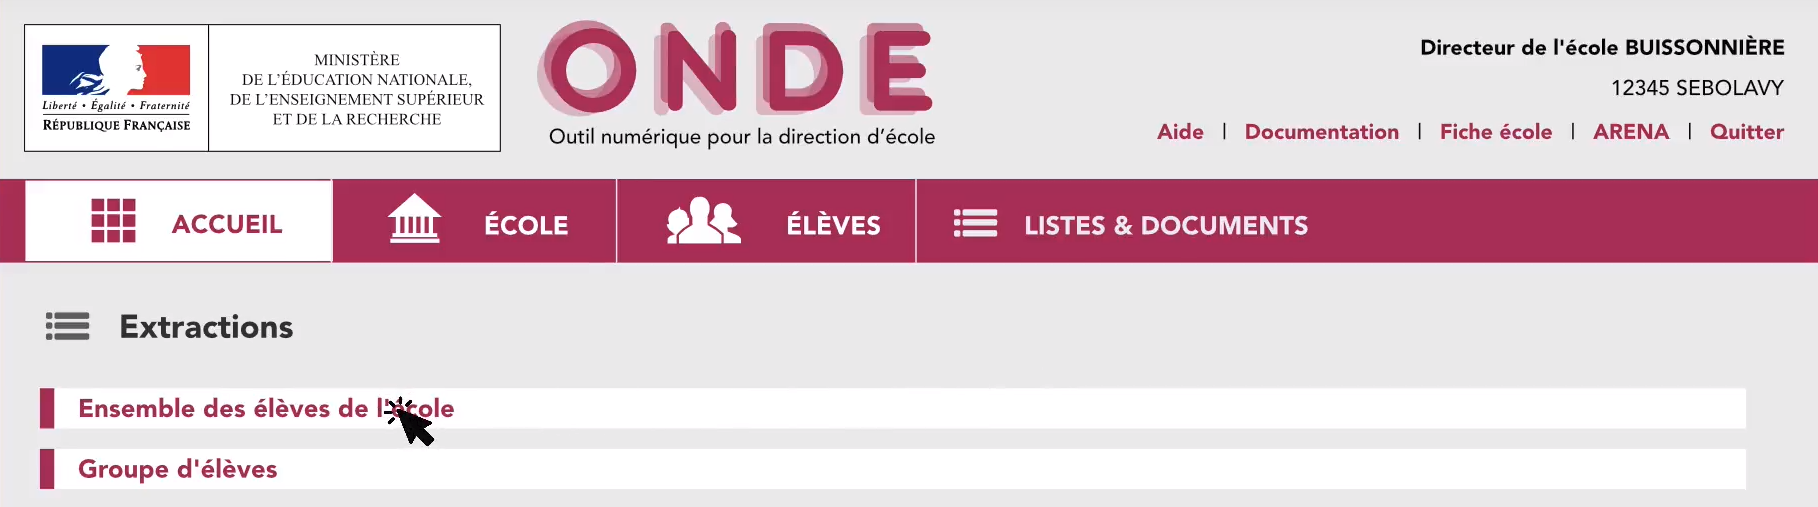 Liberté • Égalité • Fraternité
RÉPUBLIQUE FRANÇAISE
MINISTÈRE
DE L'ÉDUCATION NATIONALE,
DE L'ENSEIGNEMENT SUPÉRIEUR
ET DE LA RECHERCHE
ONDE
Outil numérique pour la direction d'école
Directeur de l'école BUISSONNIÈRE
12345 SEBOLAVY
Aide | Documentation | Fiche école | ARENA | Quitter
ACCUEIL ÉCOLE ÉLÈVES LISTES & DOCUMENTS
Extractions
Ensemble des élèves de l'école
Groupe d'élèves